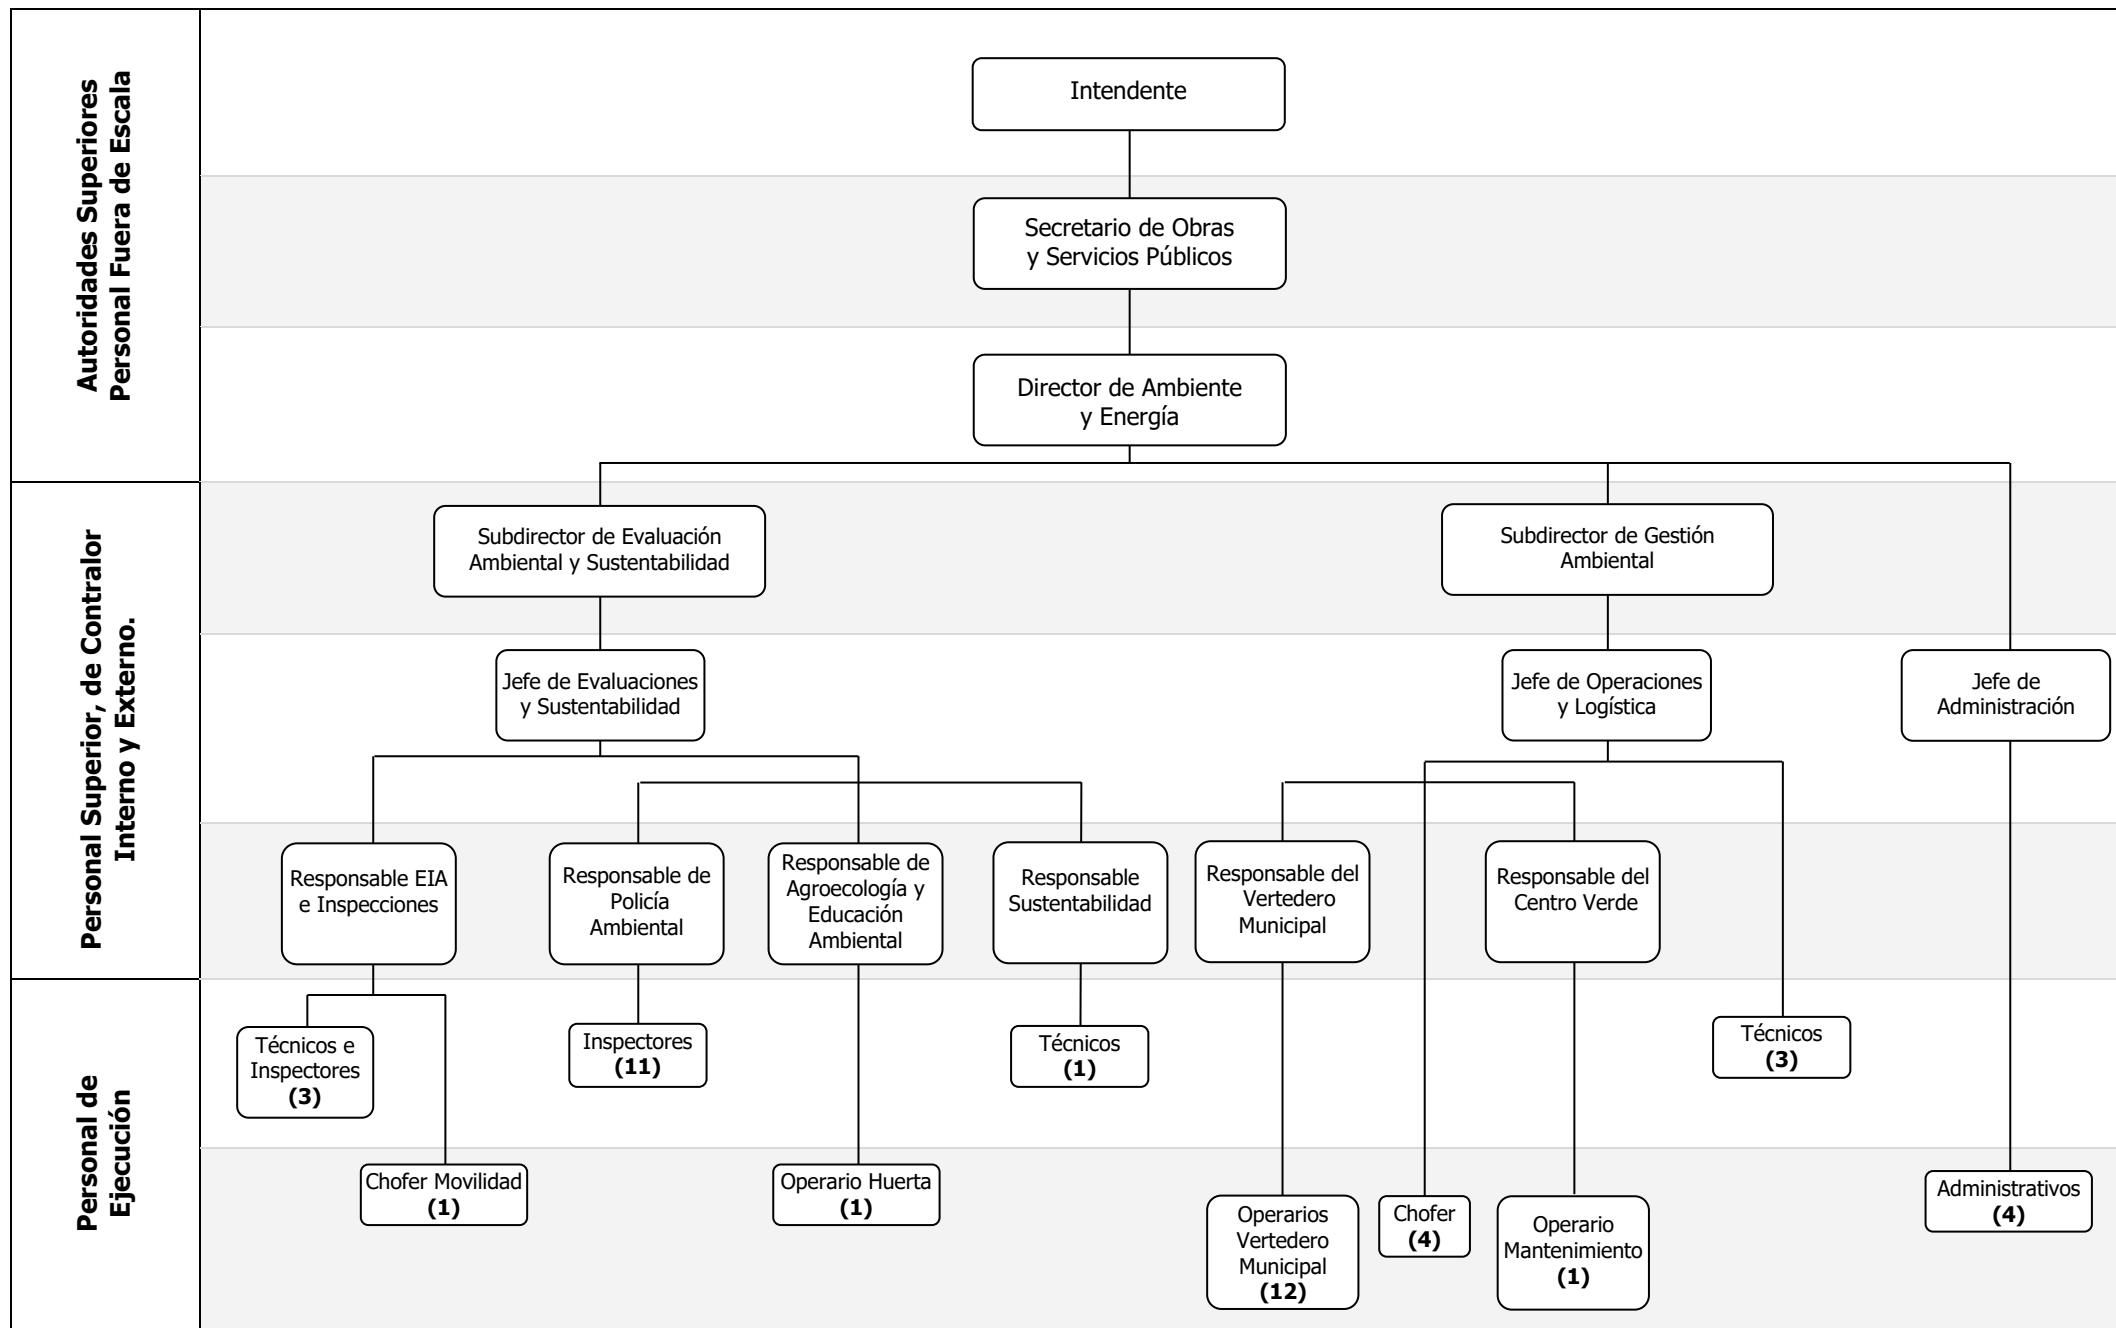 Autoridades Superiores
Personal Fuera de Escala
Intendente
Secretario de Obras
y Servicios Públicos
Director de Ambiente
y Energía
Personal Superior, de Contralor
Interno y Externo.
Subdirector de Evaluación
Ambiental y Sustentabilidad
Subdirector de Gestión
Ambiental
Jefe de Evaluaciones
y Sustentabilidad
Jefe de Operaciones
y Logística
Jefe de
Administración
Responsable EIA
e Inspecciones
Responsable de
Policía
Ambiental
Responsable de
Agroecología y
Educación
Ambiental
Responsable
Sustentabilidad
Responsable del
Vertedero
Municipal
Responsable del
Centro Verde
Personal de
Ejecución
Técnicos e
Inspectores
(3)
Inspectores
(11)
Técnicos
(1)
Técnicos
(3)
Chofer Movilidad
(1)
Operario Huerta
(1)
Operarios
Vertedero
Municipal
(12)
Chofer
(4)
Operario
Mantenimiento
(1)
Administrativos
(4)